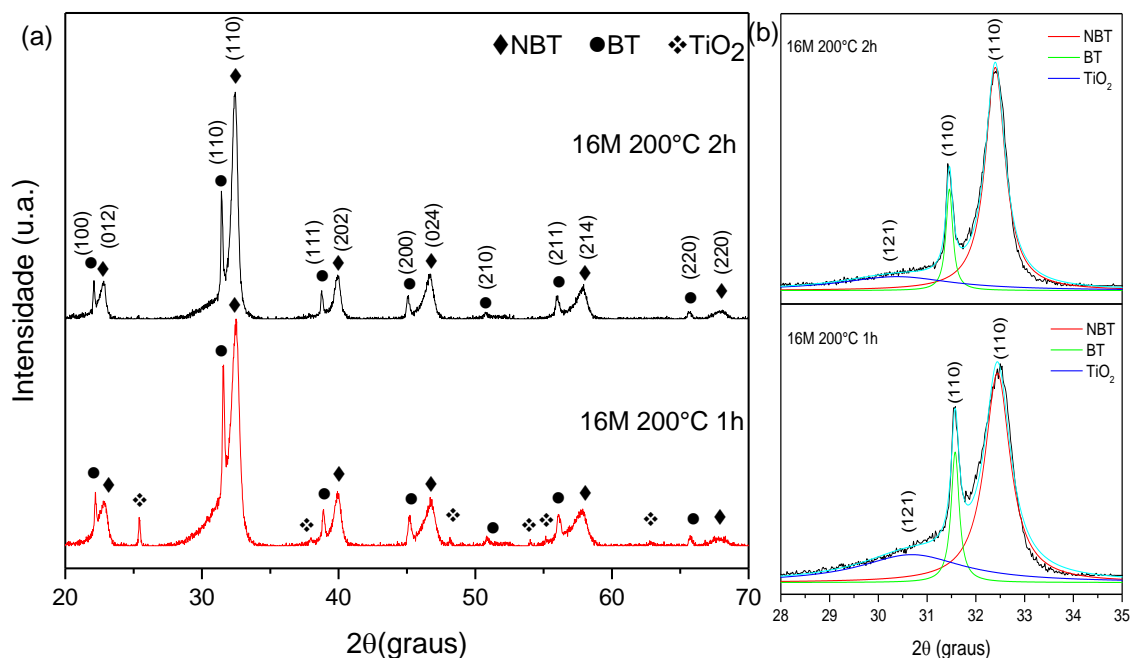 (a)
♦NBT ●BT ❖TiO₂
(110)
(110)
16M 200°C 2h
(100)
(012)
(111)
(202)
(200)
(024)
(210)
(211)
(214)
(220)
(220)
16M 200°C 1h
Intensidade (u.a.)
20 30 40 50 60 70
2θ(graus)
(b)
16M 200°C 2h
NBT
BT
TiO₂
(110)
(110)
(121)
16M 200°C 1h
NBT
BT
TiO₂
(110)
(110)
(121)
28 29 30 31 32 33 34 35
2θ (graus)